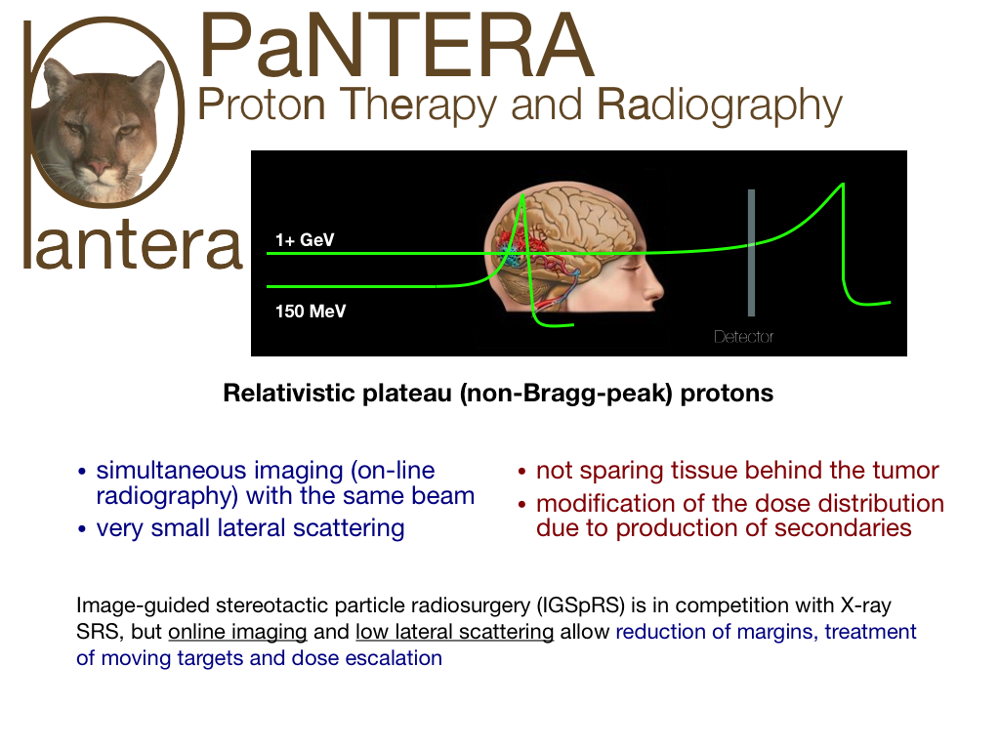 PaNTERA
Proton Therapy and Radiography
pantera
1+ GeV
150 MeV
Detector
Relativistic plateau (non-Bragg-peak) protons
• simultaneous imaging (on-line
radiography) with the same beam
• very small lateral scattering
• not sparing tissue behind the tumor
• modification of the dose distribution
due to production of secondaries
Image-guided stereotactic particle radiosurgery (IGSpRS) is in competition with X-ray
SRS, but online imaging and low lateral scattering allow reduction of margins, treatment
of moving targets and dose escalation